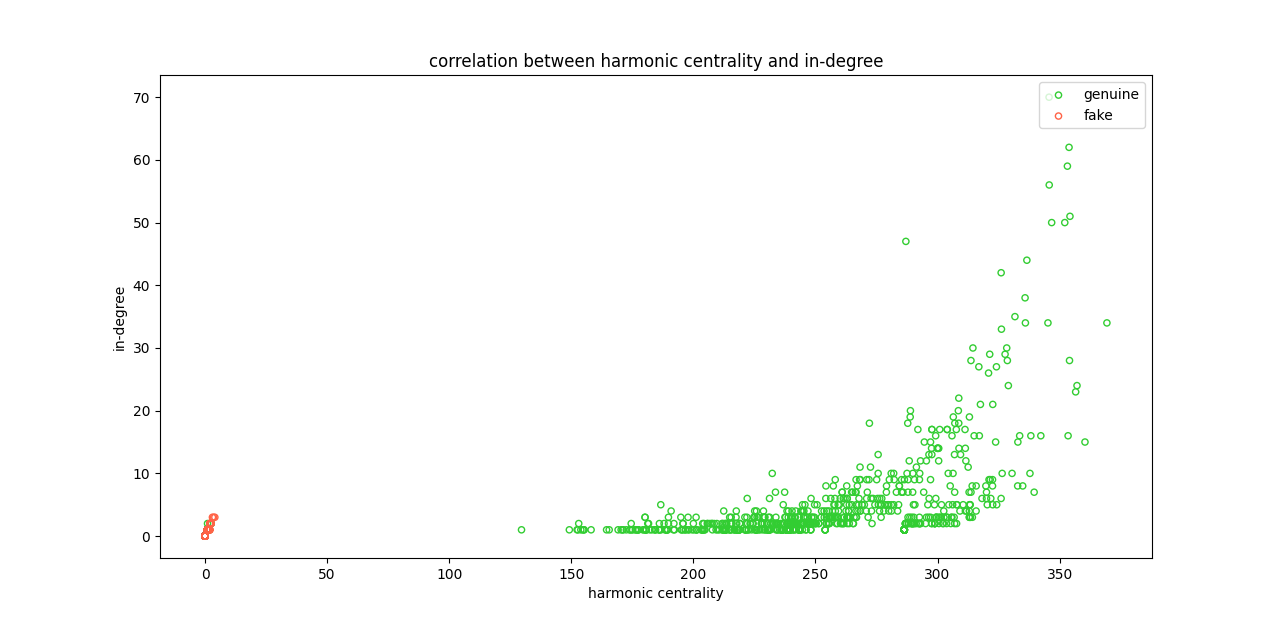 correlation between harmonic centrality and in-degree
genuine
fake
70
60
50
40
30
20
10
0
in-degree
0 50 100 150 200 250 300 350
harmonic centrality